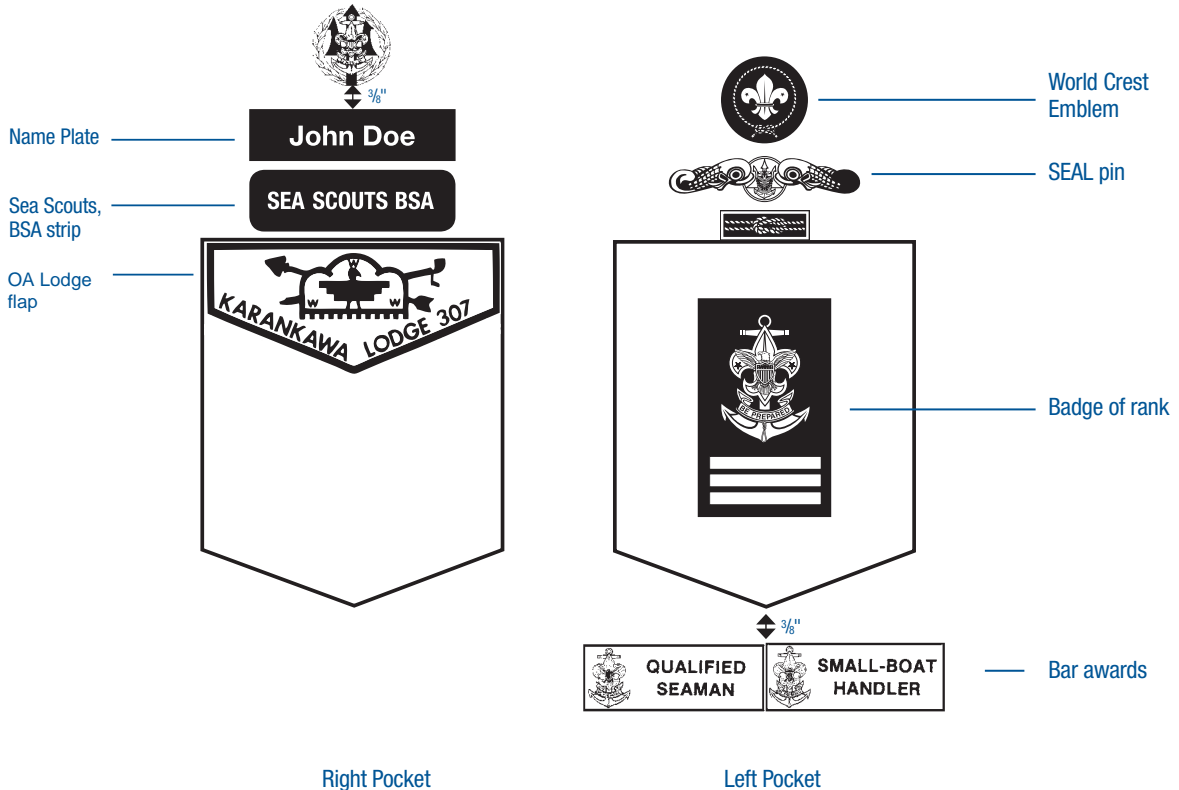 3/8"
Name Plate
John Doe
Sea Scouts,
BSA strip
SEA SCOUTS BSA
OA Lodge
flap
W
W W
KARANKAWA LODGE 307
Right Pocket
World Crest
Emblem
SEAL pin
BE PREPARED
Badge of rank
3/8"
QUALIFIED
SEAMAN
SMALL-BOAT
HANDLER
Bar awards
Left Pocket